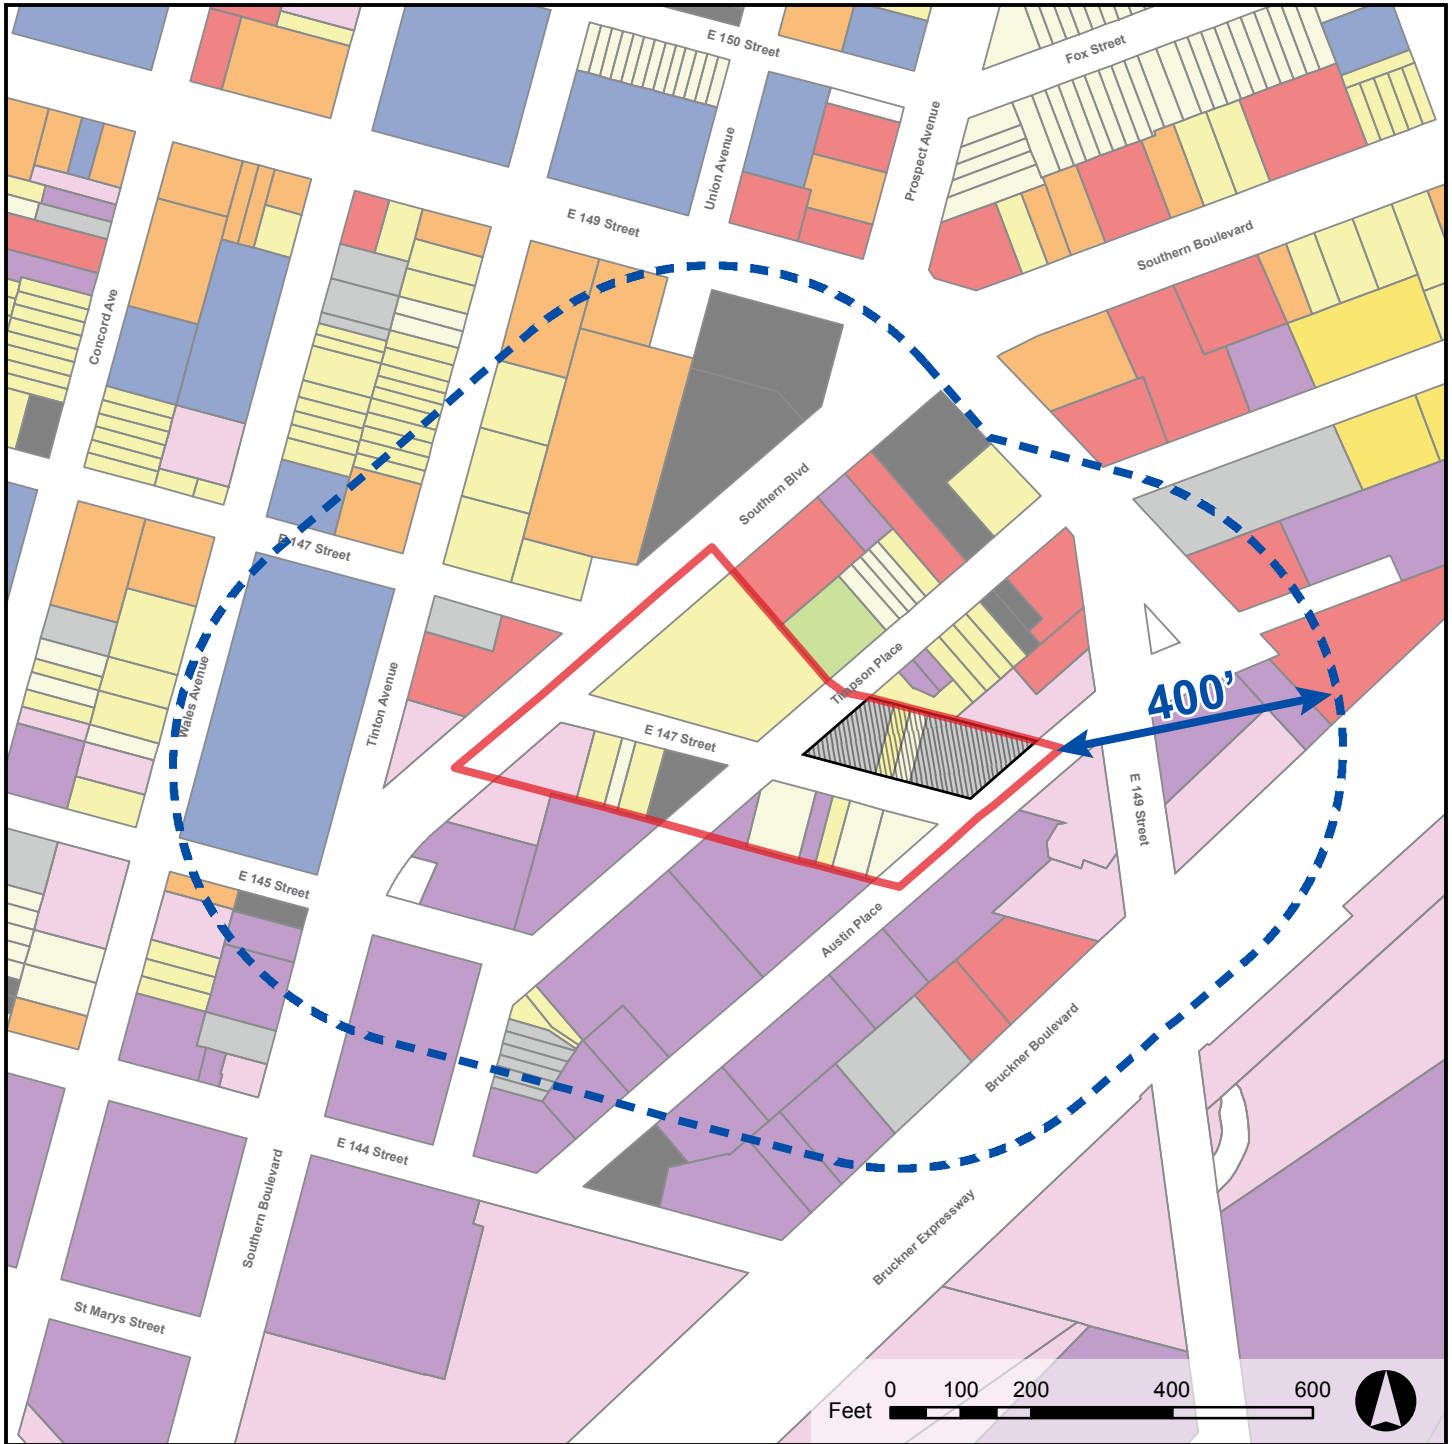 E 150 Street
Fox Street
Prospect Avenue
Union Avenue
E 149 Street
Southern Boulevard
Concord Ave
Southern Blvd
E 147 Street
Timpson Place
Wales Avenue
Tinton Avenue
400’
E 147 Street
E 149 Street
E 145 Street
Austin Place
Bruckner Boulevard
E 144 Street
Southern Boulevard
Bruckner Expressway
St Marys Street
0 100 200 400 600
Feet